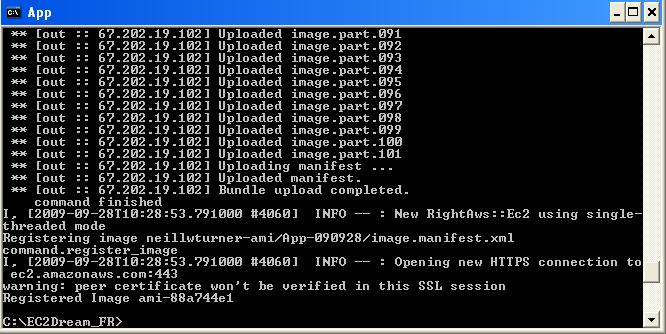 App
** [out :: 67.202.19.102] Uploaded image.part.091
** [out :: 67.202.19.102] Uploaded image.part.092
** [out :: 67.202.19.102] Uploaded image.part.093
** [out :: 67.202.19.102] Uploaded image.part.094
** [out :: 67.202.19.102] Uploaded image.part.095
** [out :: 67.202.19.102] Uploaded image.part.096
** [out :: 67.202.19.102] Uploaded image.part.097
** [out :: 67.202.19.102] Uploaded image.part.098
** [out :: 67.202.19.102] Uploaded image.part.099
** [out :: 67.202.19.102] Uploaded image.part.100
** [out :: 67.202.19.102] Uploaded image.part.101
** [out :: 67.202.19.102] Uploading manifest ...
** [out :: 67.202.19.102] Uploaded manifest.
** [out :: 67.202.19.102] Bundle upload completed.
command finished
I, [2009-09-28T10:28:53.791000 #4060]  INFO -- : New RightAws::Ec2 using single-
threaded mode
Registering image neillwturner-ami/App-090928/image.manifest.xml
command.register_image
I, [2009-09-28T10:28:53.791000 #4060]  INFO -- : Opening new HTTPS connection to
ec2.amazonaws.com:443
warning: peer certificate won't be verified in this SSL session
Registered Image ami-88a744e1
C:\EC2Dream_FR>